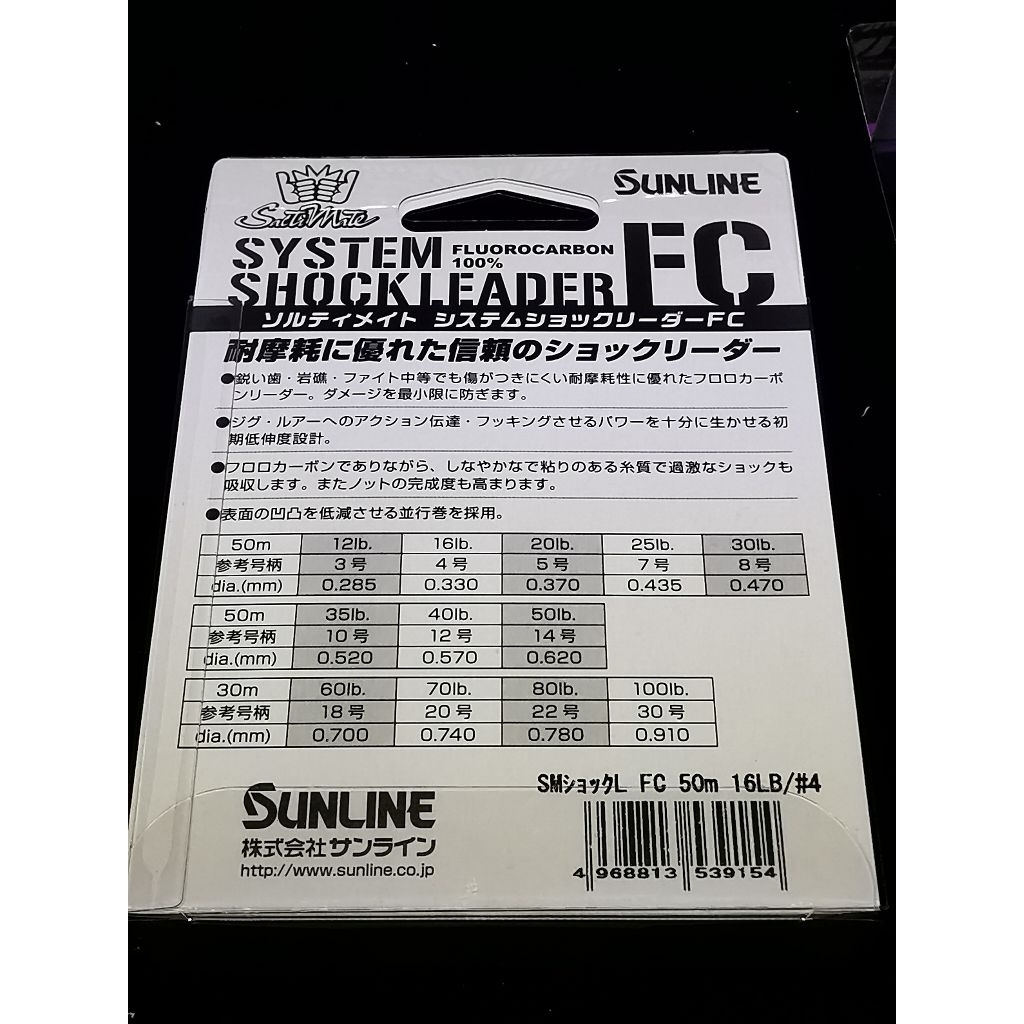 SaltiMate
SUNLINE
SYSTEM
SHOCKLEADER
FLUOROCARBON
100%
FC
ソルティメイト システムショックリーダーFC
耐摩耗に優れた信頼のショックリーダー
●鋭い歯・岩礁・ファイト中等でも傷がつきにくい耐摩耗性に優れたフロロカーボ
ンリーダー。ダメージを最小限に防ぎます。
●ジグ・ルアーへのアクション伝達・フッキングさせるパワーを十分に生かせる初
期低伸度設計。
●フロロカーボンでありながら、しなやかなで粘りのある糸質で過激なショックも
吸収します。またノットの完成度も高まります。
●表面の凹凸を低減させる並行巻を採用。
50m 12lb. 16lb. 20lb. 25lb. 30lb.
参考号柄 3号 4号 5号 7号 8号
dia.(mm) 0.285 0.330 0.370 0.435 0.470
50m 35lb. 40lb. 50lb.
参考号柄 10号 12号 14号
dia.(mm) 0.520 0.570 0.620
30m 60lb. 70lb. 80lb. 100lb.
参考号柄 18号 20号 22号 30号
dia.(mm) 0.700 0.740 0.780 0.910
SMショックL FC 50m 16LB/#4
SUNLINE
株式会社サンライン
http://www.sunline.co.jp
4 968813 539154